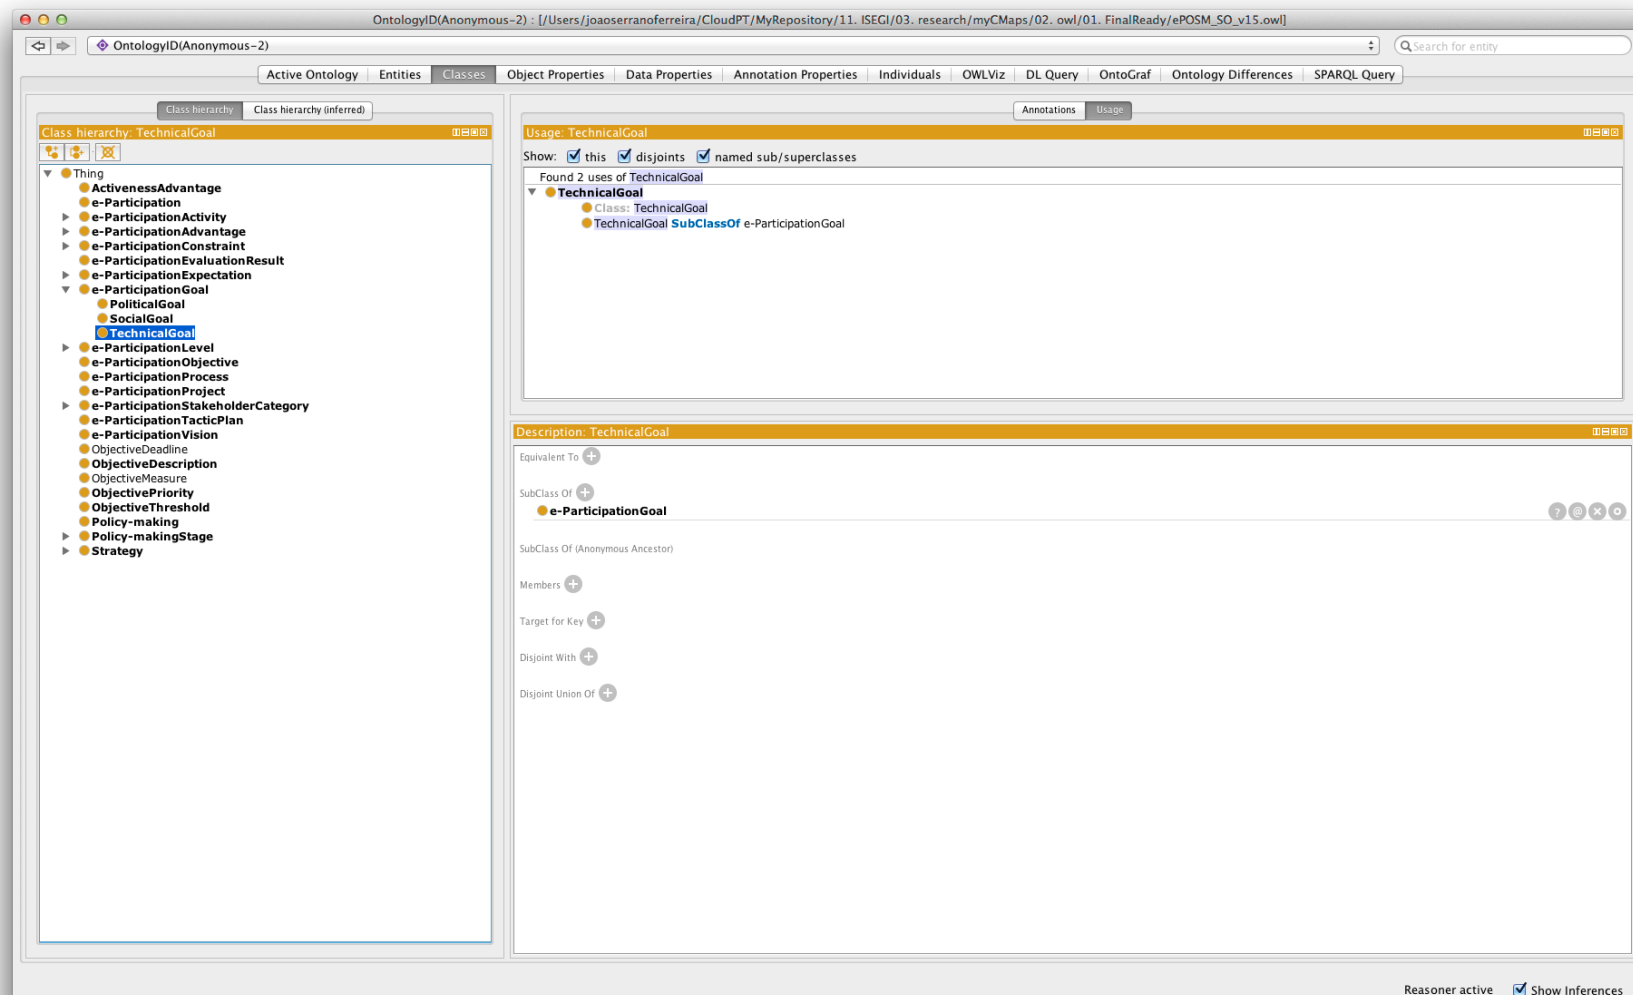 OntologyID(Anonymous-2) : [/Users/joaoserranoferreira/CloudPT/MyRepository/11. ISEGI/03. research/myCMaps/02. owl/01. FinalReady/ePOSM_SO_v15.owl]
OntologyID(Anonymous-2)
Search for entity
Active Ontology Entities Classes Object Properties Data Properties Annotation Properties Individuals OWLViz DL Query OntoGraf Ontology Differences SPARQL Query
Class hierarchy Class hierarchy (inferred)
Class hierarchy: TechnicalGoal
Thing
ActivenessAdvantage
e-Participation
e-ParticipationActivity
e-ParticipationAdvantage
e-ParticipationConstraint
e-ParticipationEvaluationResult
e-ParticipationExpectation
e-ParticipationGoal
PoliticalGoal
SocialGoal
TechnicalGoal
e-ParticipationLevel
e-ParticipationObjective
e-ParticipationProcess
e-ParticipationProject
e-ParticipationStakeholderCategory
e-ParticipationTacticPlan
e-ParticipationVision
ObjectiveDeadline
ObjectiveDescription
ObjectiveMeasure
ObjectivePriority
ObjectiveThreshold
Policy-making
Policy-makingStage
Strategy
Annotations Usage
Usage: TechnicalGoal
Show: this disjoints named sub/superclasses
Found 2 uses of TechnicalGoal
TechnicalGoal
Class: TechnicalGoal
TechnicalGoal SubClassOf e-ParticipationGoal
Description: TechnicalGoal
Equivalent To
SubClass Of
e-ParticipationGoal
SubClass Of (Anonymous Ancestor)
Members
Target for Key
Disjoint With
Disjoint Union Of
Reasoner active Show Inferences